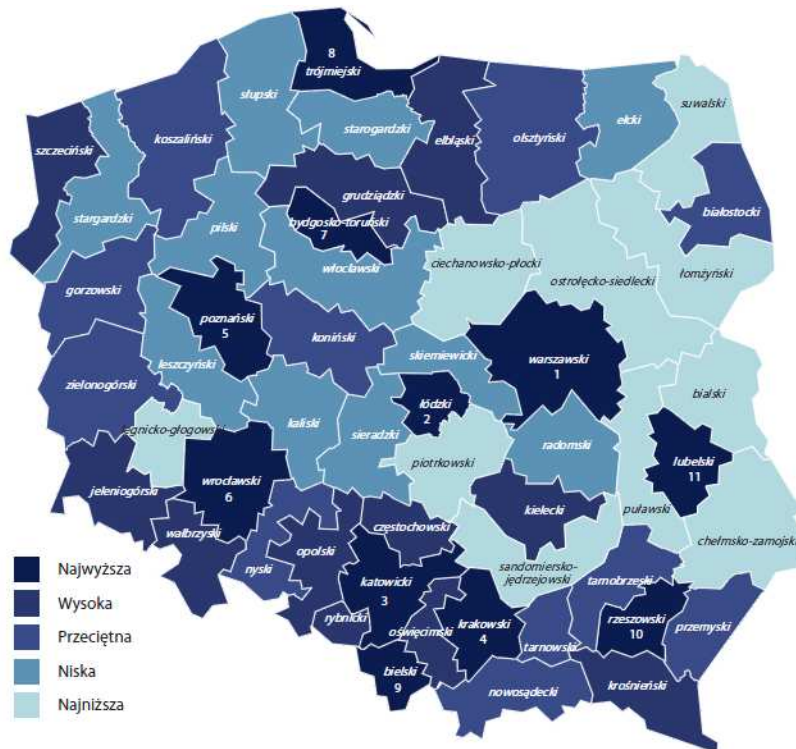 8
trójmiejski
słupski
ełcki
suwalski
koszaliński
starogardzki
elbląski
olsztyński
szczeciński
grudziądzki
stargardzki
białostocki
bydgosko-toruński
7
pilski
włocławski
ciechanowsko-płocki
ostrołęcko-siedlecki
łomżyński
gorzowski
poznański
5
koniński
skierniewicki
warszawski
1
leszczyński
zielonogórski
bialski
łódzki
2
legnicko-głogowski
kaliski
sieradzki
radomski
piotrkowski
lubelski
11
wrocławski
6
jeleniogórski
kielecki
puławski
wałbrzyski
częstochowski
chełmsko-zamojski
opolski
nyski
sandomiersko-
jędrzejowski
tarnobrzeski
katowicki
3
rybnicki
oświęcimski
krakowski
4
rzeszowski
10
przemyski
tarnowski
bielski
9
nowosądecki
krośnieński
Najwyższa
Wysoka
Przeciętna
Niska
Najniższa